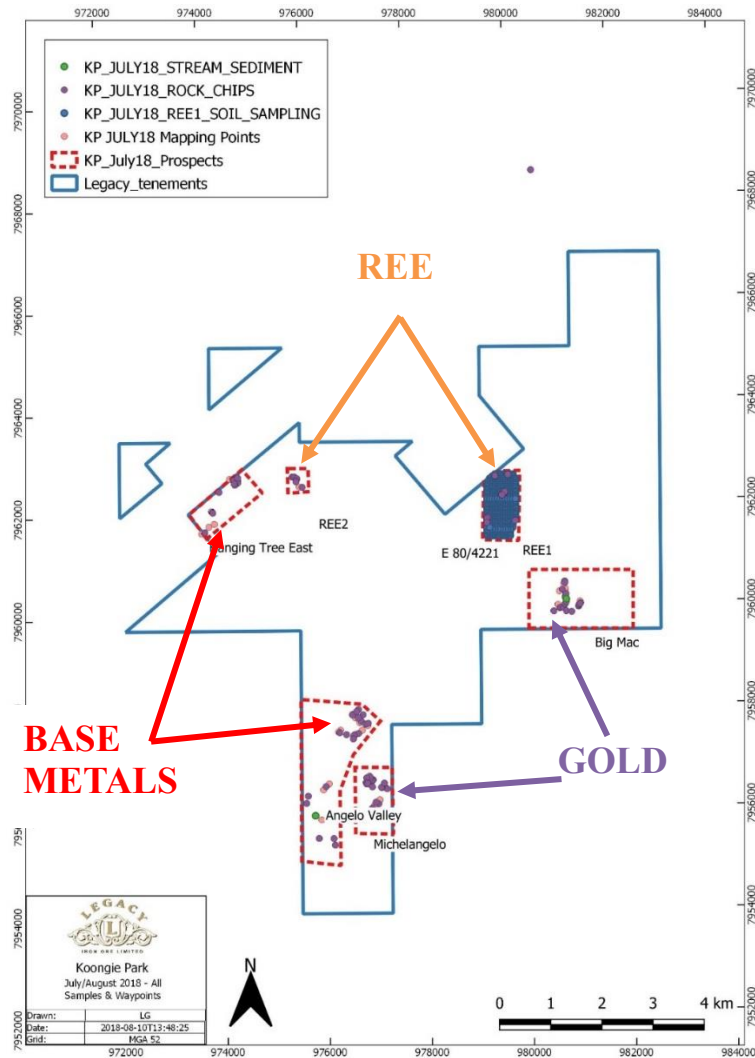 972000 974000 976000 978000 980000 982000 984000
KP_JULY18_STREAM_SEDIMENT
KP_JULY18_ROCK_CHIPS
KP_JULY18_REE1_SOIL_SAMPLING
KP JULY18 Mapping Points
KP_July18_Prospects
Legacy_tenements
7970000
7970000
7968000
7968000
REE
7966000
7966000
7964000
7964000
REE2
Hanging Tree East
E 80/4221
REE1
7962000
7962000
7960000
7960000
Big Mac
7958000
BASE
METALS
GOLD
7956000
Angelo Valley
Michelangelo
7954000
7954000
7952000
7952000
LEGACY
L
IRON ORE LIMITED
Koongie Park
July/August 2018 - All
Samples & Waypoints
Drawn: LG
Date: 2018-08-10T13:48:25
Grid: MGA 52
N
0 1 2 3 4 km
972000 974000 976000 978000 980000 982000